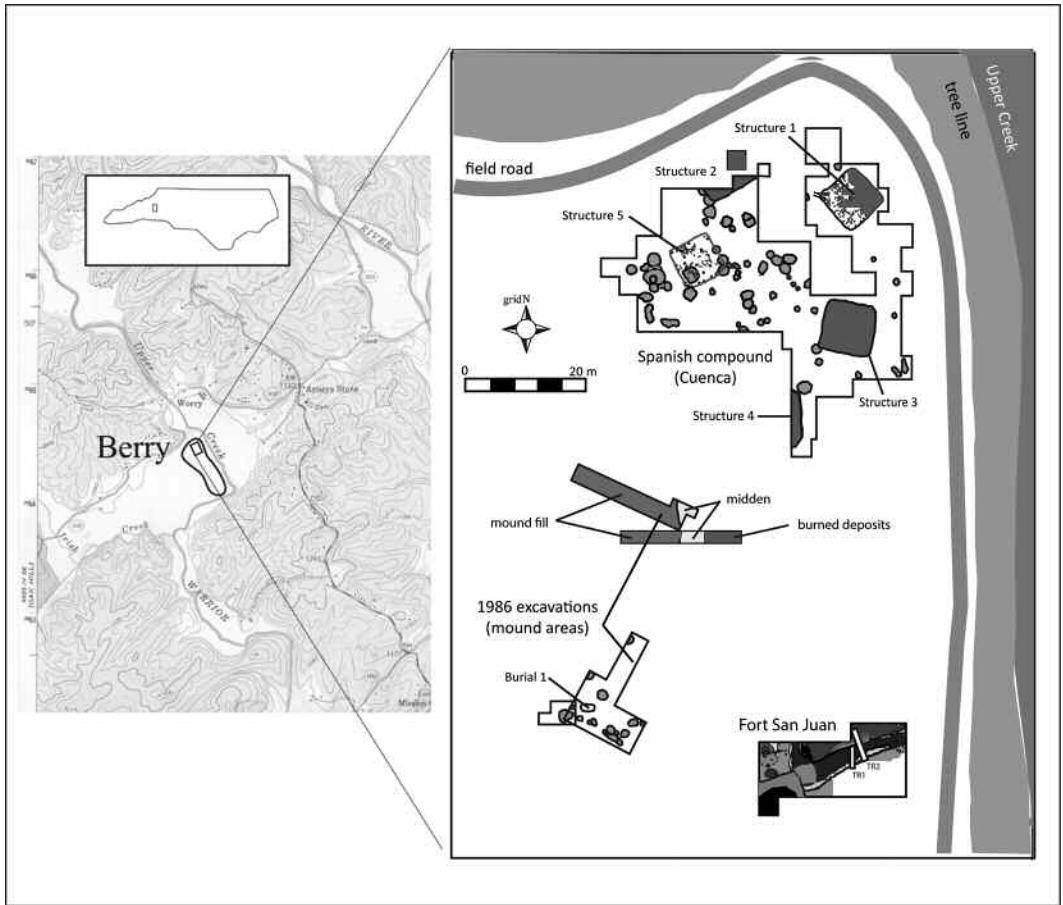 RIVER
Upper
Arneys Store
Worry
Berry
Creek
Creek
Irish
WARRIOR
field road
Structure 1
tree line
Upper Creek
Structure 2
Structure 5
gridN
0
20 m
Spanish compound
(Cuenca)
Structure 3
Structure 4
midden
mound fill
burned deposits
1986 excavations
(mound areas)
Burial 1
Fort San Juan
TR1
TR2